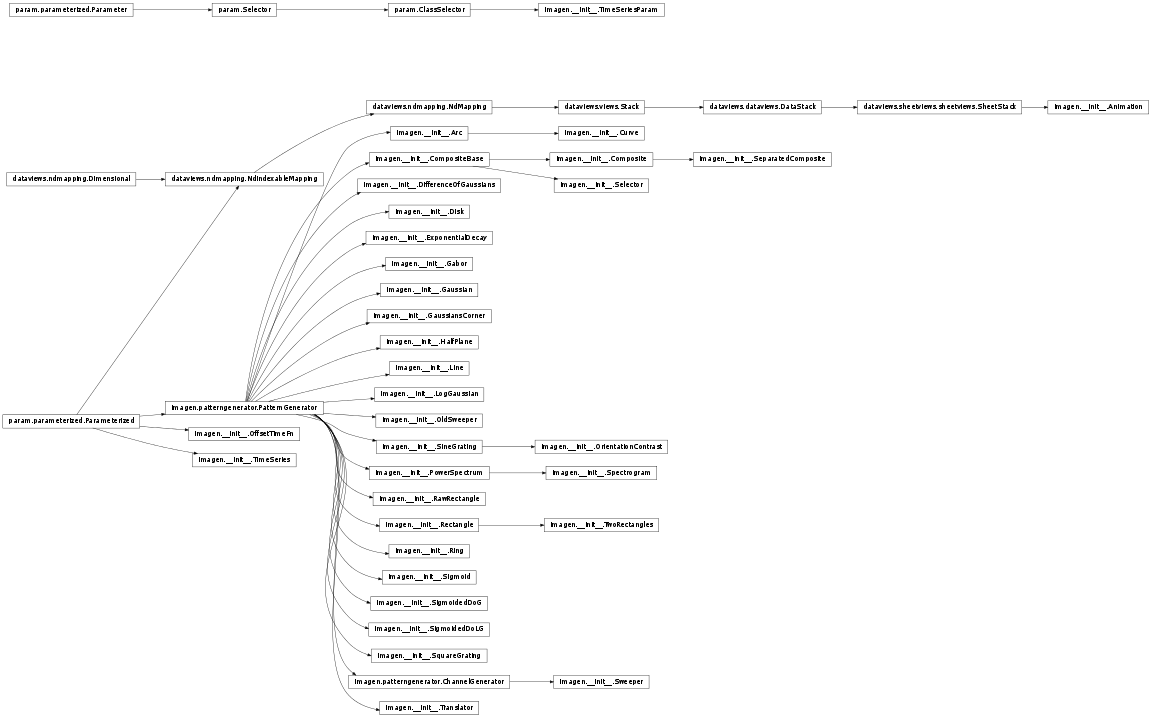 param.parameterized.Parameter
param.Selector
param.ClassSelector
imagen.__init__.TimeSeriesParam
dataviews.ndmapping.NdMapping
dataviews.views.Stack
dataviews.dataviews.DataStack
dataviews.sheetviews.sheetviews.SheetStack
imagen.__init__.Animation
imagen.__init__.Arc
imagen.__init__.Curve
imagen.__init__.CompositeBase
imagen.__init__.Composite
imagen.__init__.SeparatedComposite
dataviews.ndmapping.Dimensional
dataviews.ndmapping.NdIndexableMapping
imagen.__init__.DifferenceOfGaussians
imagen.__init__.Selector
imagen.__init__.Disk
imagen.__init__.ExponentialDecay
imagen.__init__.Gabor
imagen.__init__.Gaussian
imagen.__init__.GaussiansCorner
imagen.__init__.HalfPlane
imagen.__init__.Line
imagen.__init__.LogGaussian
imagen.patterngenerator.PatternGenerator
param.parameterized.Parameterized
imagen.__init__.OldSweeper
imagen.__init__.OffsetTimeFn
imagen.__init__.SineGrating
imagen.__init__.OrientationContrast
imagen.__init__.TimeSeries
imagen.__init__.PowerSpectrum
imagen.__init__.Spectrogram
imagen.__init__.RawRectangle
imagen.__init__.Rectangle
imagen.__init__.TwoRectangles
imagen.__init__.Ring
imagen.__init__.Sigmoid
imagen.__init__.SigmoidedDoG
imagen.__init__.SigmoidedDoLG
imagen.__init__.SquareGrating
imagen.patterngenerator.ChannelGenerator
imagen.__init__.Sweeper
imagen.__init__.Translator